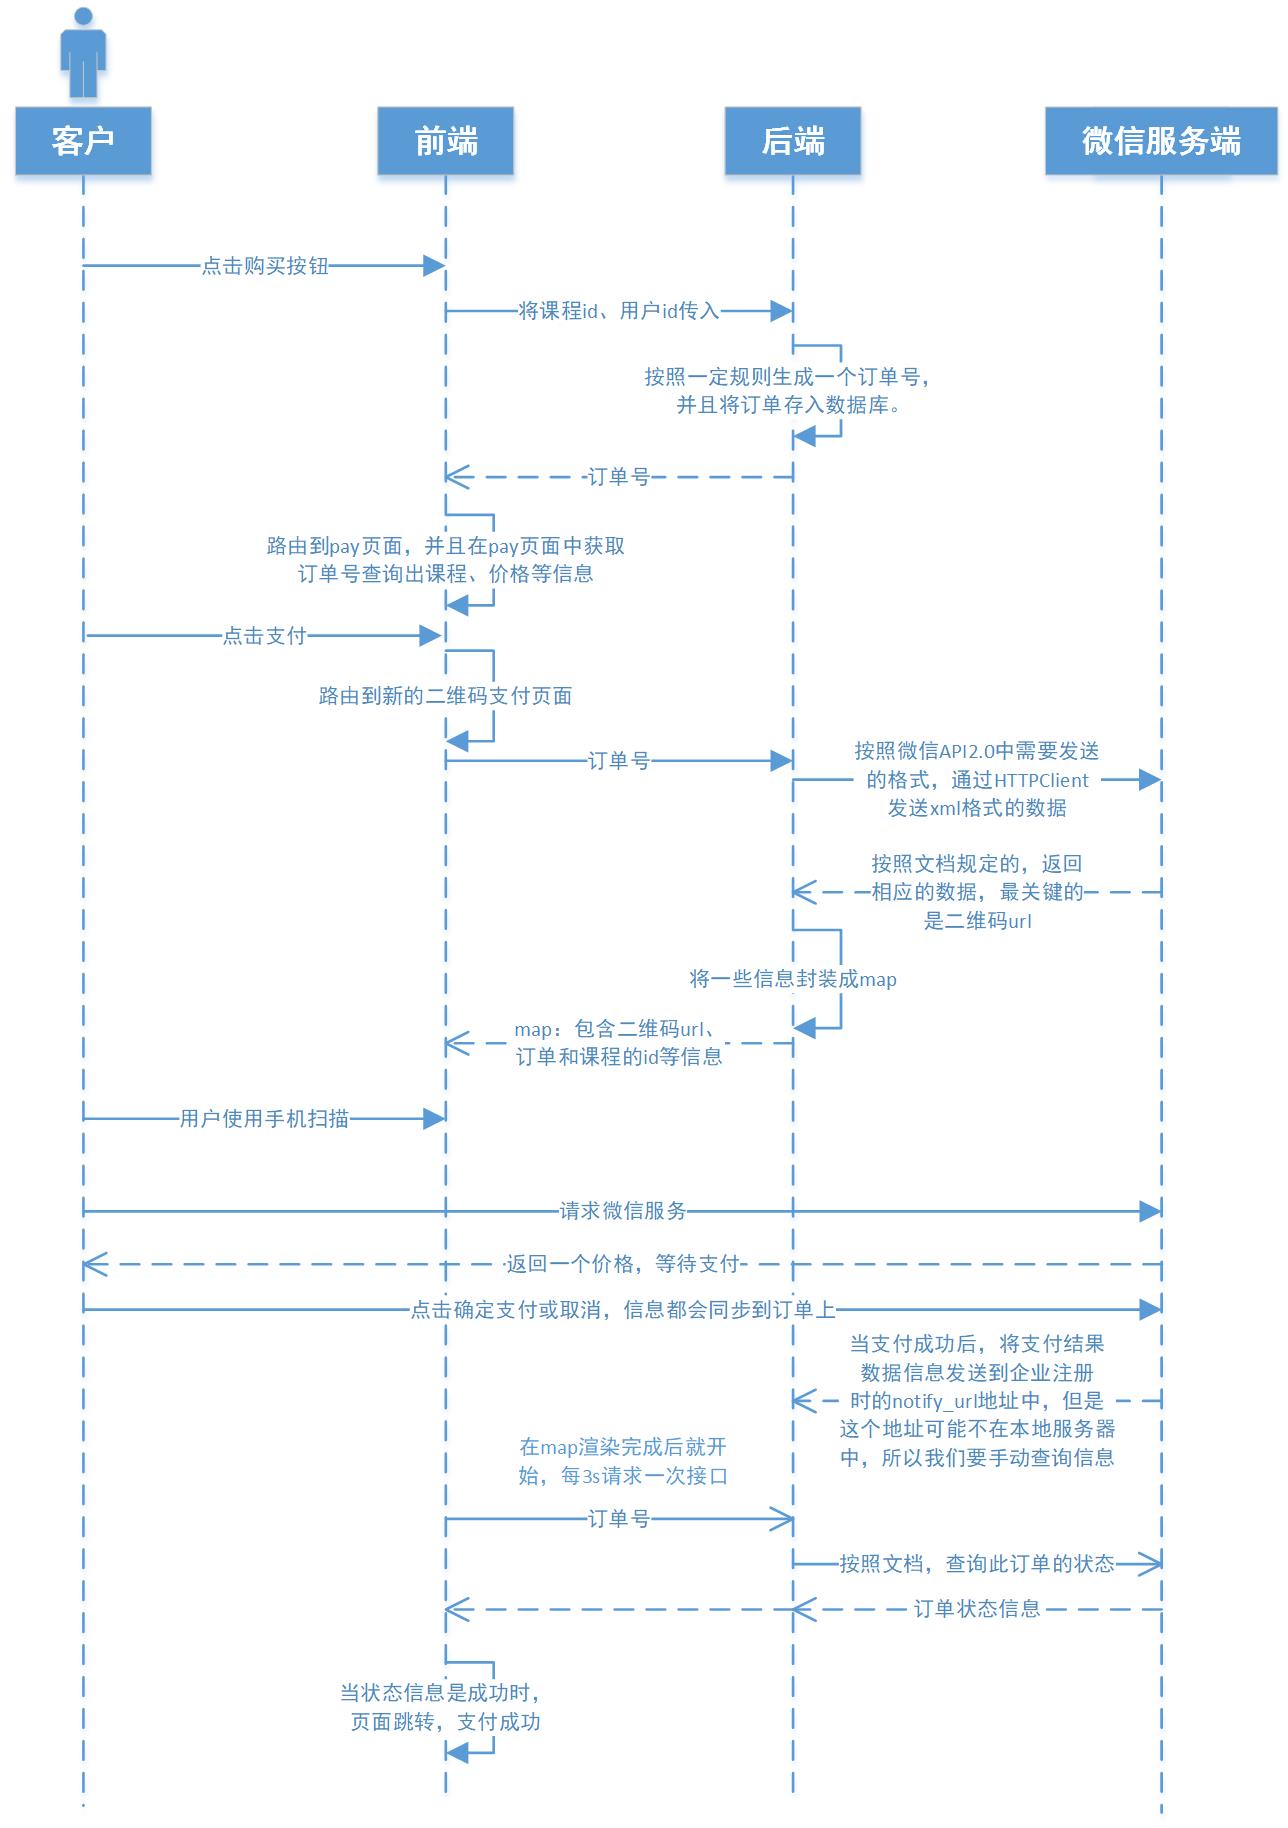 客户
前端
后端
微信服务端
点击购买按钮
将课程id、用户id传入
按照一定规则生成一个订单号，
并且将订单存入数据库。
订单号
路由到pay页面，并且在pay页面中获取
订单号查询出课程、价格等信息
点击支付
路由到新的二维码支付页面
订单号
按照微信API2.0中需要发送
的格式，通过HTTPClient
发送xml格式的数据
按照文档规定的，返回
相应的数据，最关键的
是二维码url
将一些信息封装成map
map：包含二维码url、
订单和课程的id等信息
用户使用手机扫描
请求微信服务
返回一个价格，等待支付
点击确定支付或取消，信息都会同步到订单上
当支付成功后，将支付结果
数据信息发送到企业注册
时的notify_url地址中，但是
这个地址可能不在本地服务器
中，所以我们要手动查询信息
在map渲染完成后就开
始，每3s请求一次接口
订单号
按照文档，查询此订单的状态
订单状态信息
当状态信息是成功时，
页面跳转，支付成功